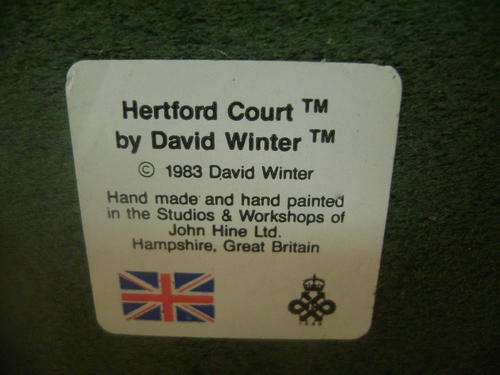 Hertford Court ™
by David Winter ™
© 1983 David Winter
Hand made and hand painted
in the Studios & Workshops of
John Hine Ltd.
Hampshire, Great Britain